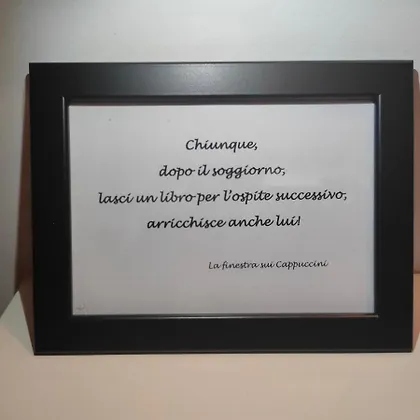 Chiunque,
dopo il soggiorno,
lasci un libro per l'ospite successivo,
arricchisce anche lui!
La finestra sui Cappuccini